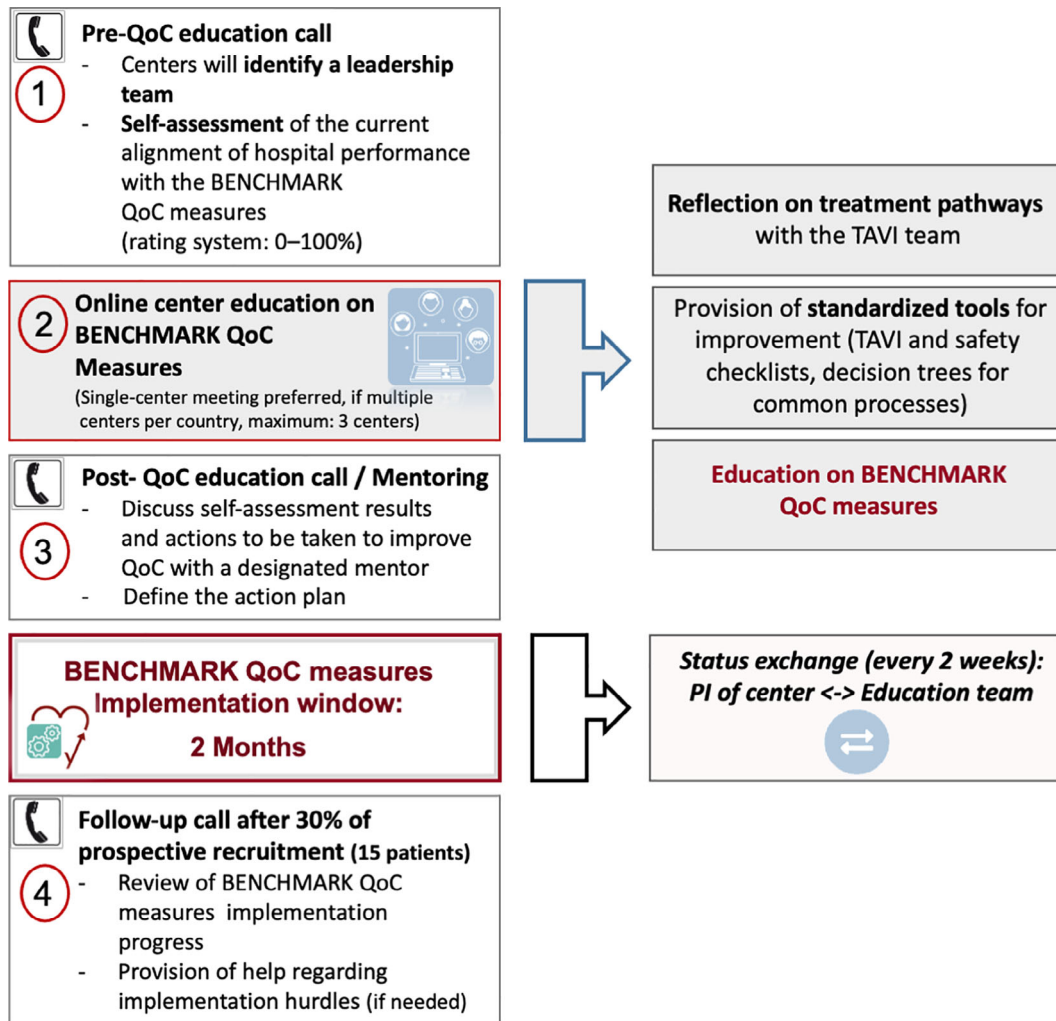 Pre-QoC education call
1
- Centers will identify a leadership
team
- Self-assessment of the current
alignment of hospital performance
with the BENCHMARK
QoC measures
(rating system: 0–100%)
2
Online center education on
BENCHMARK QoC
Measures
(Single-center meeting preferred, if multiple
centers per country, maximum: 3 centers)
Reflection on treatment pathways
with the TAVI team
Provision of standardized tools for
improvement (TAVI and safety
checklists, decision trees for
common processes)
Education on BENCHMARK
QoC measures
Post- QoC education call / Mentoring
3
- Discuss self-assessment results
and actions to be taken to improve
QoC with a designated mentor
- Define the action plan
BENCHMARK QoC measures
Implementation window:
2 Months
Status exchange (every 2 weeks):
PI of center <-> Education team
Follow-up call after 30% of
prospective recruitment (15 patients)
4
- Review of BENCHMARK QoC
measures implementation
progress
- Provision of help regarding
implementation hurdles (if needed)